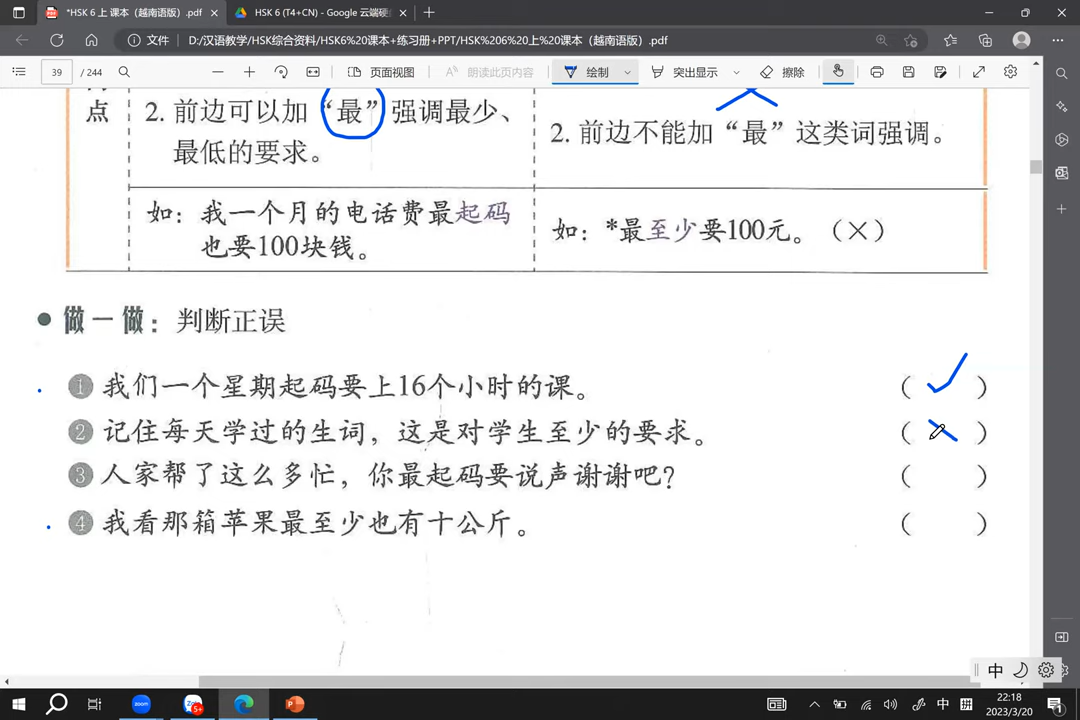 *HSK 6 上 课本（越南语版）.pdf
HSK 6 (T4+CN) - Google 云端硬
文件
D:/汉语教学/HSK综合资料/HSK6%20课本+练习册+PPT/HSK%206%20上%20课本（越南语版）.pdf
39 / 244
页面视图
朗读此页内容
绘制
突出显示
擦除
点
2. 前边可以加“最”强调最少、
最低的要求。
2. 前边不能加“最”这类词强调。
如：我一个月的电话费最起码
也要100块钱。
如：*最至少要100元。（×）
做一做：判断正误
1 我们一个星期起码要上16个小时的课。 （ ✓ ）
2 记住每天学过的生词，这是对学生至少的要求。 （ ）
3 人家帮了这么多忙，你最起码要说声谢谢吧？ （ ）
4 我看那箱苹果最至少也有十公斤。 （ ）
中
zoom
5+
中
拼
22:18
2023/3/20
1